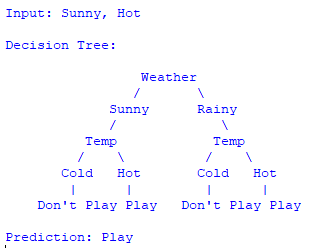 Input: Sunny, Hot
Decision Tree:
Weather
/ \
Sunny Rainy
/ \
Temp Temp
/ \ / \
Cold Hot Cold Hot
| | | |
Don't Play Play Don't Play Play
Prediction: Play